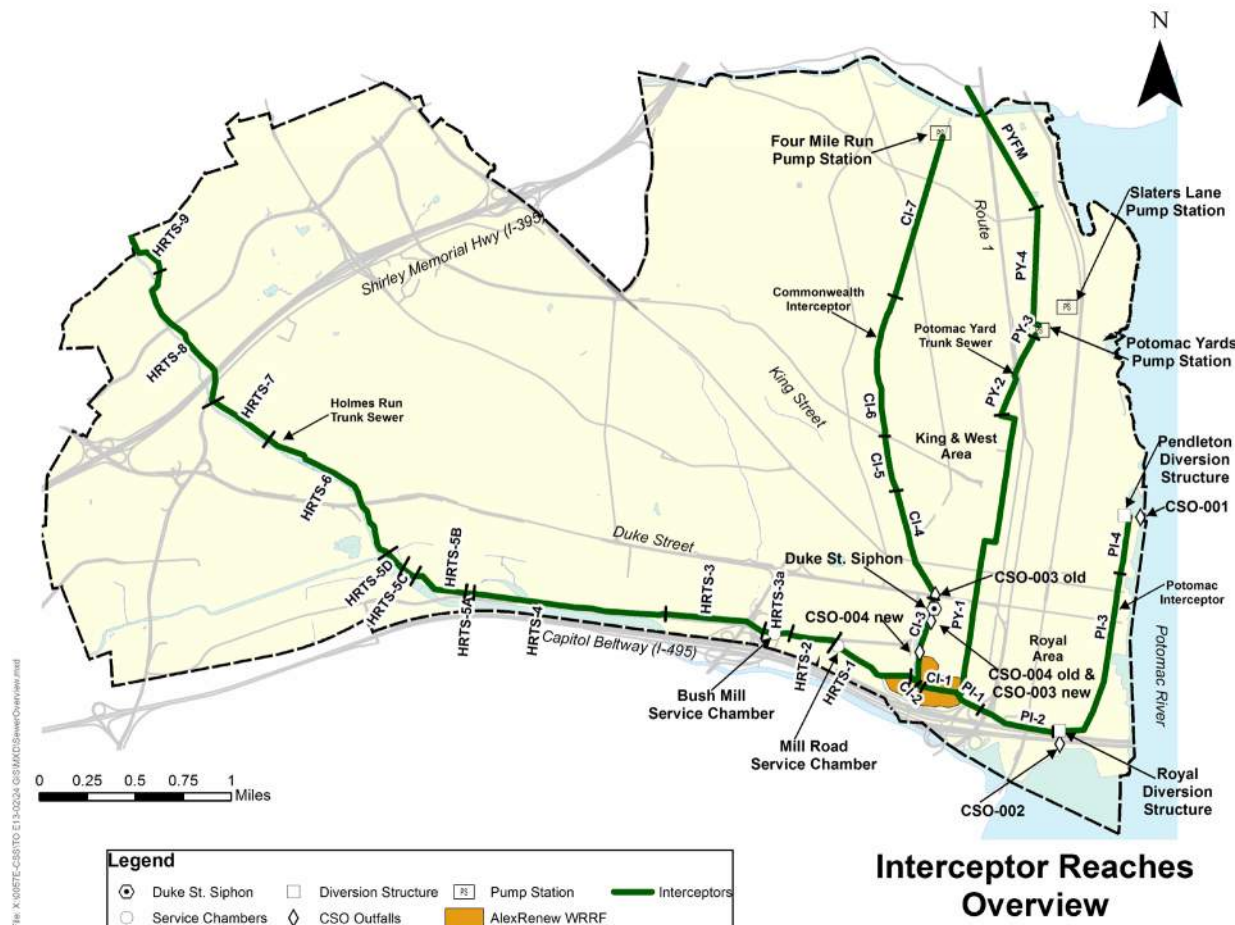 N
Four Mile Run
Pump Station
PS
PYFM
Slaters Lane
Pump Station
HRTS-9
CI-7
Route 1
Shirley Memorial Hwy (I-395)
PY-4
Commonwealth
Interceptor
PS
Potomac Yard
Trunk Sewer
PY-3
PS
Potomac Yards
Pump Station
HRTS-8
King Street
PY-2
HRTS-7
Holmes Run
Trunk Sewer
CI-6
King & West
Area
Pendleton
Diversion
Structure
CI-5
HRTS-6
CSO-001
CI-4
Duke Street
PI-4
Duke St. Siphon
HRTS-5B
HRTS-5D
HRTS-5C
CSO-003 old
HRTS-3
HRTS-3a
Potomac
Interceptor
HRTS-5A
HRTS-4
CSO-004 new
CI-3
PY-1
PI-3
Capitol Beltway (I-495)
HRTS-2
Royal
Area
Potomac River
HRTS-1
CSO-004 old &
CSO-003 new
CI-1
CI-2
PI-1
Bush Mill
Service Chamber
PI-2
Mill Road
Service Chamber
0 0.25 0.5 1
Miles
Royal
Diversion
Structure
CSO-002
Legend
Duke St. Siphon
Diversion Structure
PS
Pump Station
Interceptors
Service Chambers
CSO Outfalls
AlexRenew WRRF
Interceptor Reaches
Overview